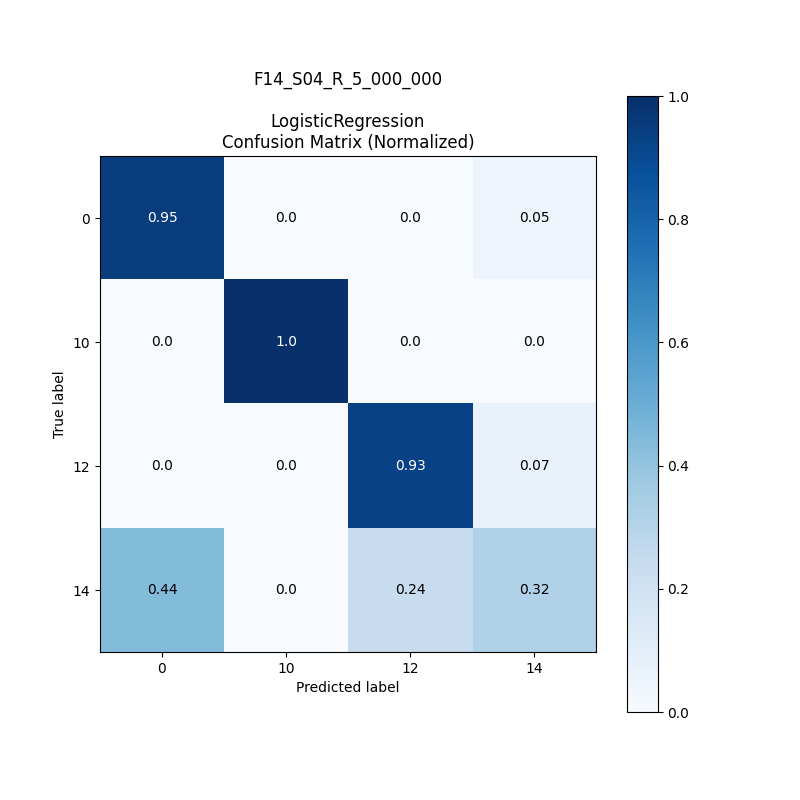 F14_S04_R_5_000_000
LogisticRegression
Confusion Matrix (Normalized)
True label
0 0.95 0.0 0.0 0.05
10 0.0 1.0 0.0 0.0
12 0.0 0.0 0.93 0.07
14 0.44 0.0 0.24 0.32
0 10 12 14
Predicted label
1.0
0.8
0.6
0.4
0.2
0.0